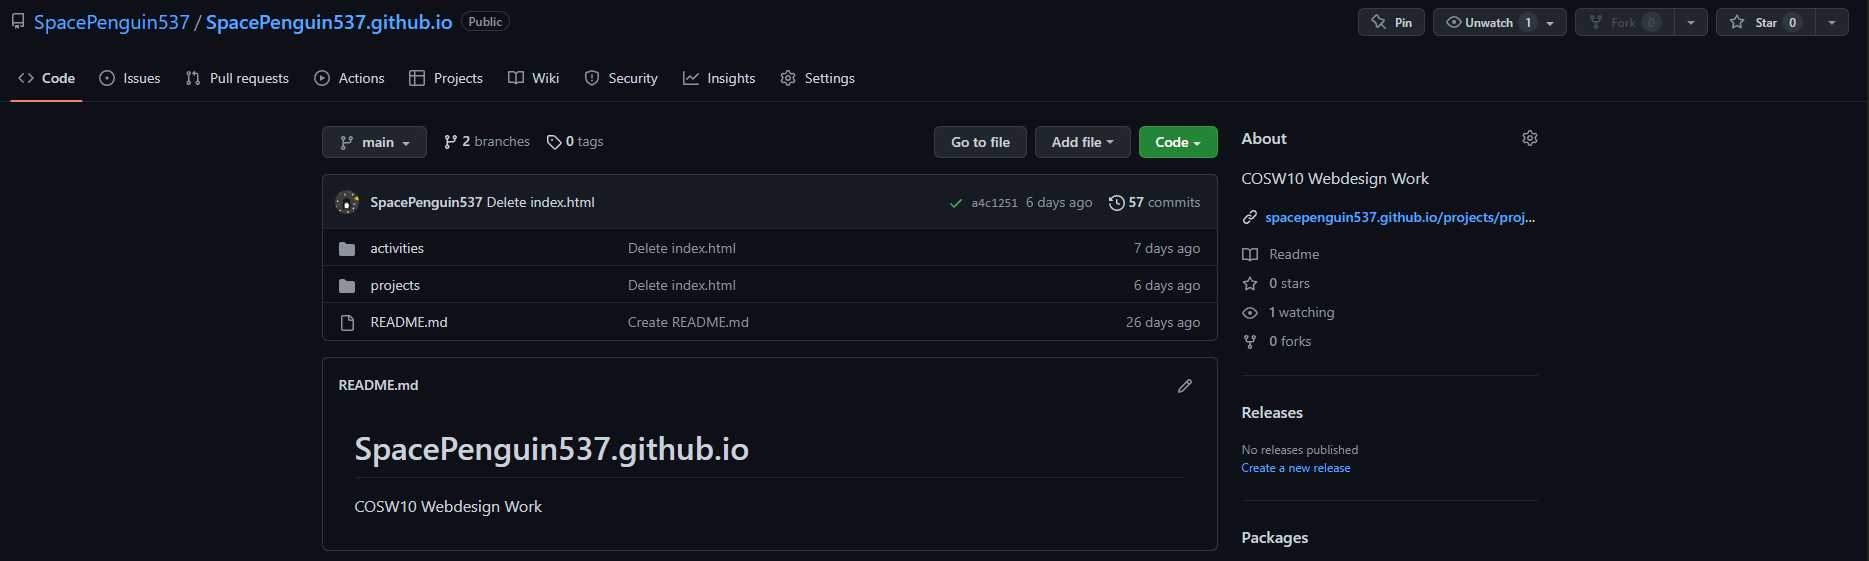 SpacePenguin537 / SpacePenguin537.github.io Public
Pin Unwatch 1 Fork 0 Star 0
Code Issues Pull requests Actions Projects Wiki Security Insights Settings
main 2 branches 0 tags Go to file Add file Code
SpacePenguin537 Delete index.html a4c1251 6 days ago 57 commits
activities Delete index.html 7 days ago
projects Delete index.html 6 days ago
README.md Create README.md 26 days ago
README.md
SpacePenguin537.github.io
COSW10 Webdesign Work
About
COSW10 Webdesign Work
spacepenguin537.github.io/projects/proj...
Readme
0 stars
1 watching
0 forks
Releases
No releases published
Create a new release
Packages